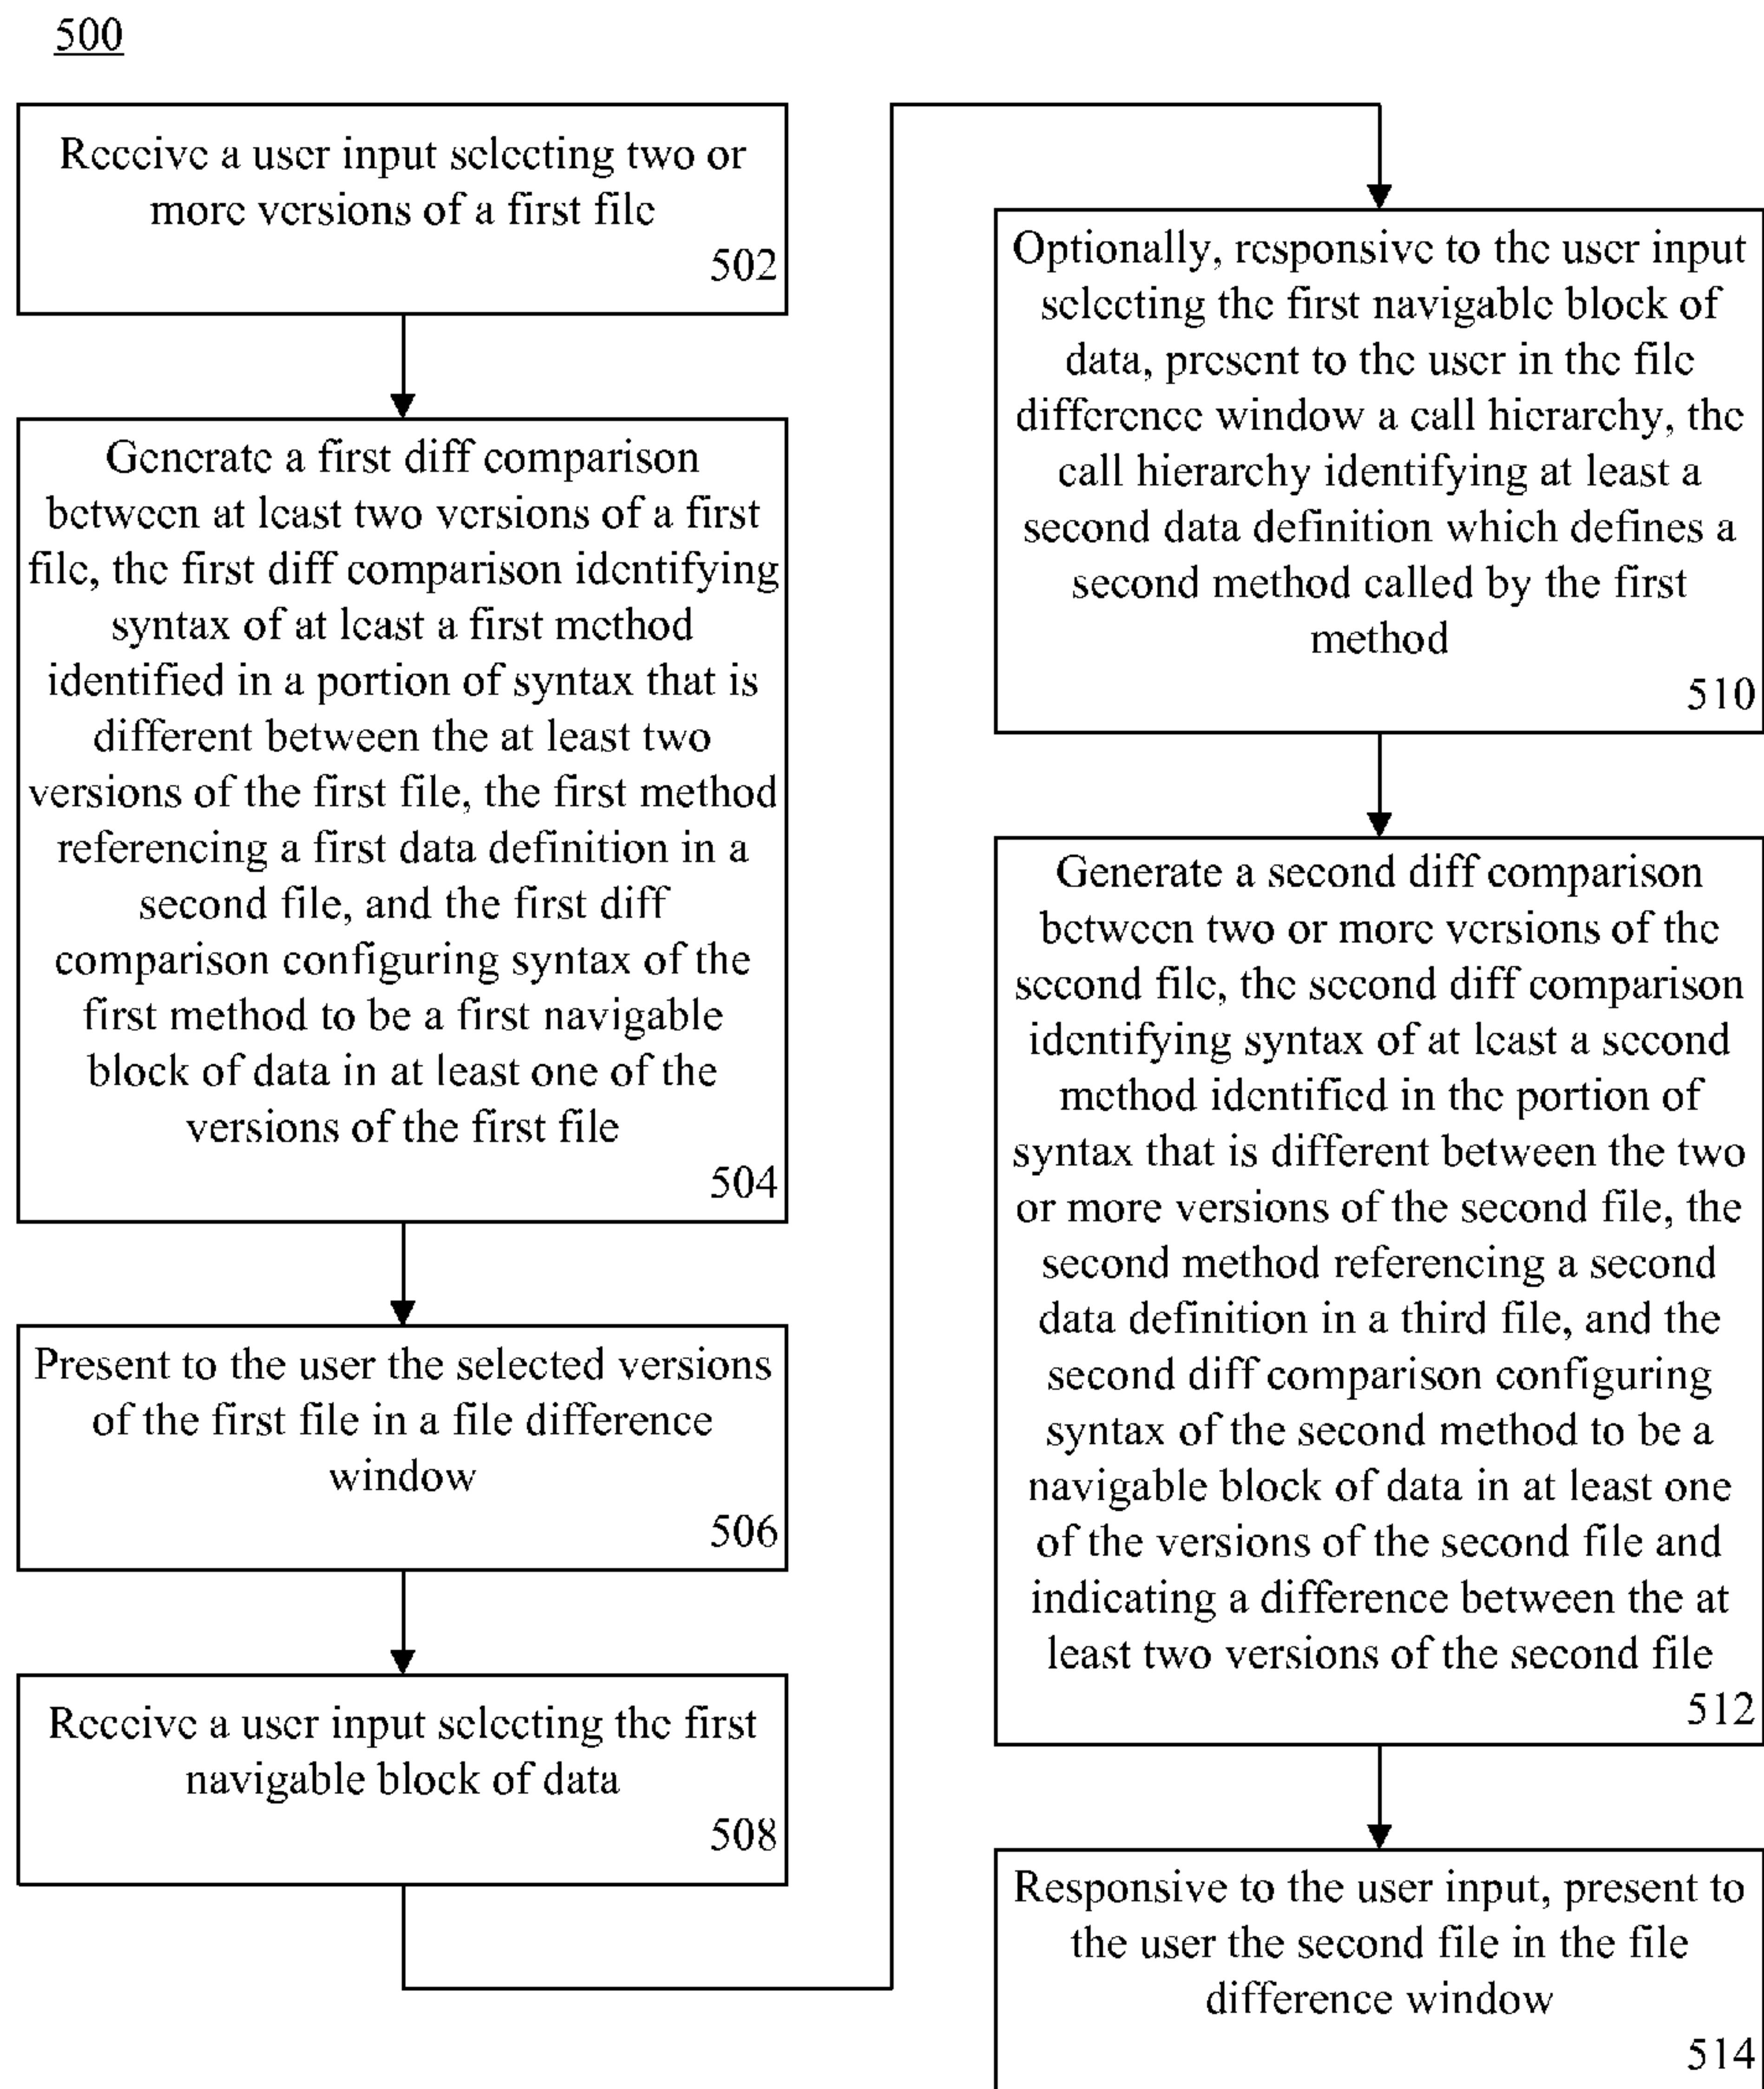 500
Receive a user input selecting two or
more versions of a first file
502
Generate a first diff comparison
between at least two versions of a first
file, the first diff comparison identifying
syntax of at least a first method
identified in a portion of syntax that is
different between the at least two
versions of the first file, the first method
referencing a first data definition in a
second file, and the first diff
comparison configuring syntax of the
first method to be a first navigable
block of data in at least one of the
versions of the first file
504
Present to the user the selected versions
of the first file in a file difference
window
506
Receive a user input selecting the first
navigable block of data
508
Optionally, responsive to the user input
selecting the first navigable block of
data, present to the user in the file
difference window a call hierarchy, the
call hierarchy identifying at least a
second data definition which defines a
second method called by the first
method
510
Generate a second diff comparison
between two or more versions of the
second file, the second diff comparison
identifying syntax of at least a second
method identified in the portion of
syntax that is different between the two
or more versions of the second file, the
second method referencing a second
data definition in a third file, and the
second diff comparison configuring
syntax of the second method to be a
navigable block of data in at least one
of the versions of the second file and
indicating a difference between the at
least two versions of the second file
512
Responsive to the user input, present to
the user the second file in the file
difference window
514